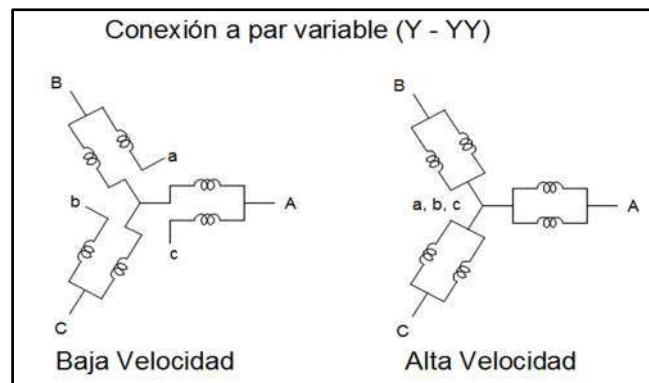 Conexión a par variable (Y - YY)
B
a
b
A
c
C
Baja Velocidad
B
a, b, c
A
C
Alta Velocidad